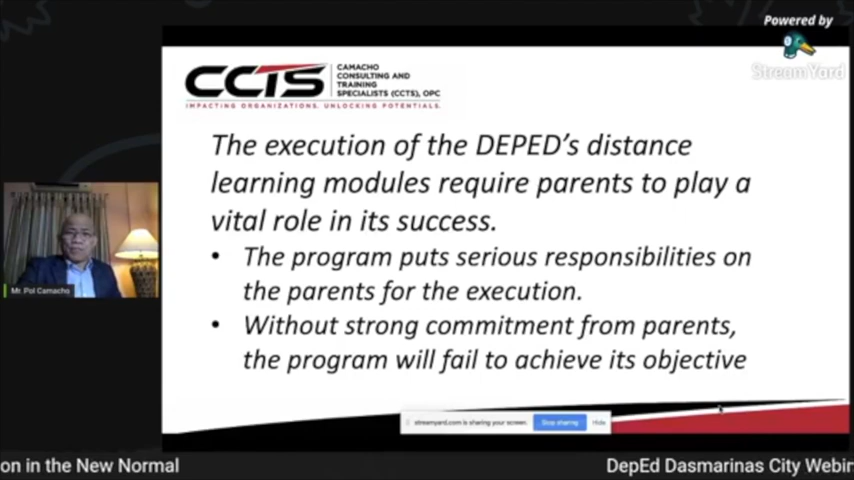 Powered by
StreamYard
CCTS
CAMACHO
CONSULTING AND
TRAINING
SPECIALISTS (CCTS), OPC
IMPACTING ORGANIZATIONS. UNLOCKING POTENTIALS.
The execution of the DEPED's distance
learning modules require parents to play a
vital role in its success.
• The program puts serious responsibilities on
the parents for the execution.
• Without strong commitment from parents,
the program will fail to achieve its objective
Mr. Pol Camacho
streamyard.com is sharing your screen.
Stop sharing
Hide
on in the New Normal
DepEd Dasmarinas City Webin